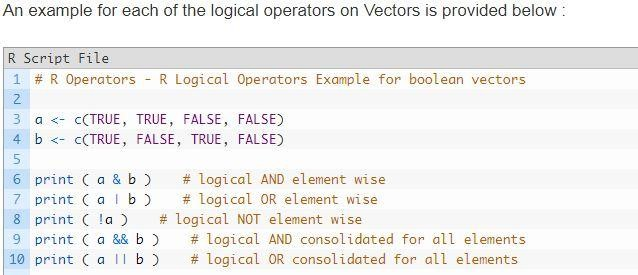 An example for each of the logical operators on Vectors is provided below :
R Script File
1 # R Operators - R Logical Operators Example for boolean vectors
2
3 a <- c(TRUE, TRUE, FALSE, FALSE)
4 b <- c(TRUE, FALSE, TRUE, FALSE)
5
6 print ( a & b )    # logical AND element wise
7 print ( a | b )    # logical OR element wise
8 print ( !a )    # logical NOT element wise
9 print ( a && b )    # logical AND consolidated for all elements
10 print ( a || b )    # logical OR consolidated for all elements